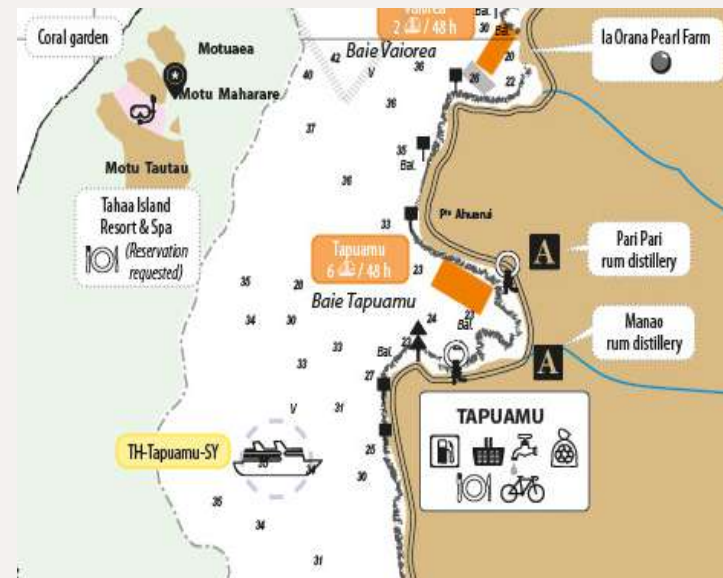 Coral garden
Motuaea
Motu Maharare
Motu Tautau
Tahaa Island
Resort & Spa
(Reservation
requested)
Vaiorea
2 / 48 h
Baie Vaiorea
Bal.
la Orana Pearl Farm
30
20
26
22
42
V
36
40
36
37
35
Bal.
36
Pte Ahuerui
33
Tapuamu
6 / 48 h
23
Baie Tapuamu
A
Pari Pari
rum distillery
35
28
34
30
24
23
Bal.
33
23
Bal.
33
27
A
Manao
rum distillery
V
31
TH-Tapuamu-SY
25
30
34
35
34
31
TAPUAMU